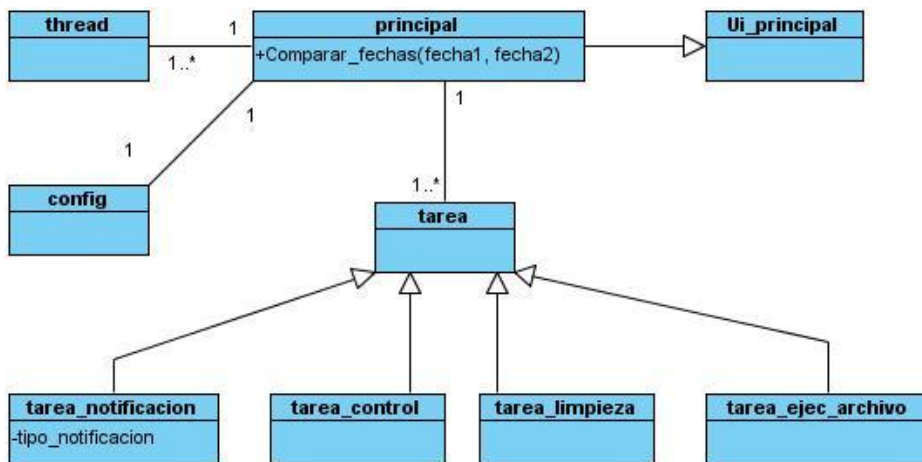 thread
1
1..*
principal
+Comparar_fechas(fecha1, fecha2)
Ui_principal
1
1
1
1..*
config
tarea
tarea_notificacion
-tipo_notificacion
tarea_control
tarea_limpieza
tarea_ejec_archivo